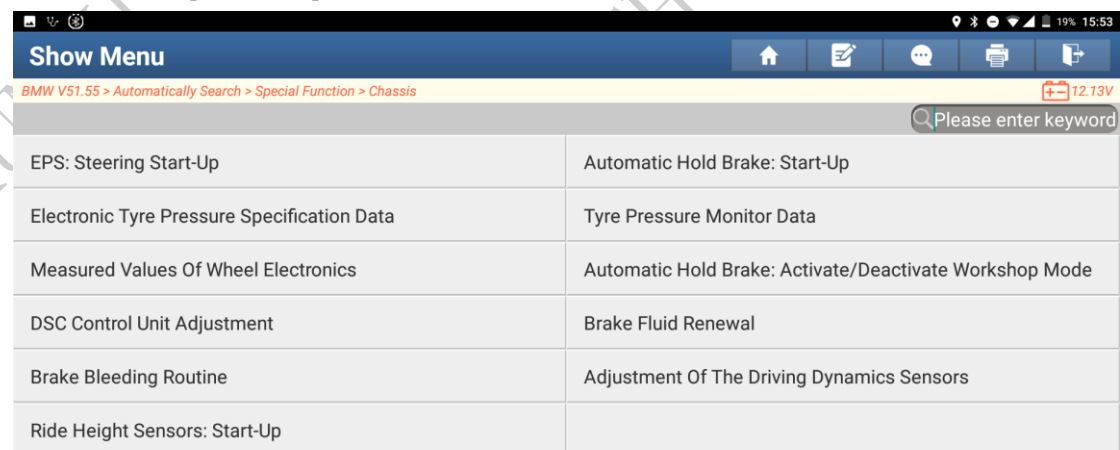 19% 15:53
Show Menu
BMW V51.55 > Automatically Search > Special Function > Chassis
12.13V
Please enter keyword
EPS: Steering Start-Up
Automatic Hold Brake: Start-Up
Electronic Tyre Pressure Specification Data
Tyre Pressure Monitor Data
Measured Values Of Wheel Electronics
Automatic Hold Brake: Activate/Deactivate Workshop Mode
DSC Control Unit Adjustment
Brake Fluid Renewal
Brake Bleeding Routine
Adjustment Of The Driving Dynamics Sensors
Ride Height Sensors: Start-Up